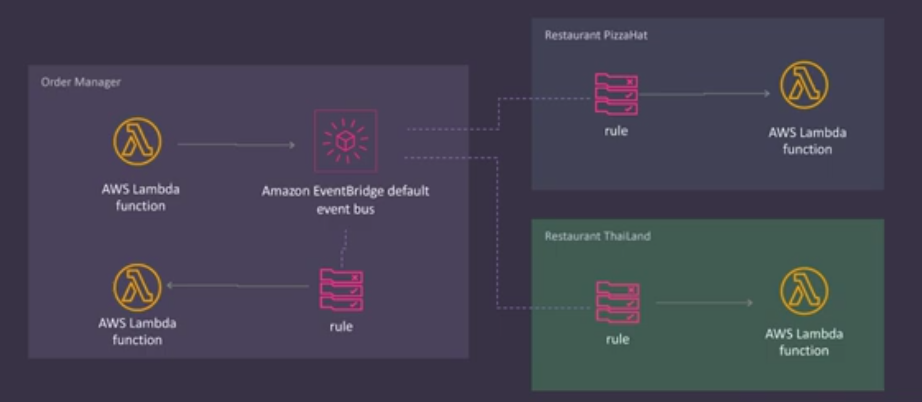 Order Manager
AWS Lambda
function
Amazon EventBridge default
event bus
AWS Lambda
function
rule
Restaurant PizzaHat
rule
AWS Lambda
function
Restaurant ThaiLand
rule
AWS Lambda
function